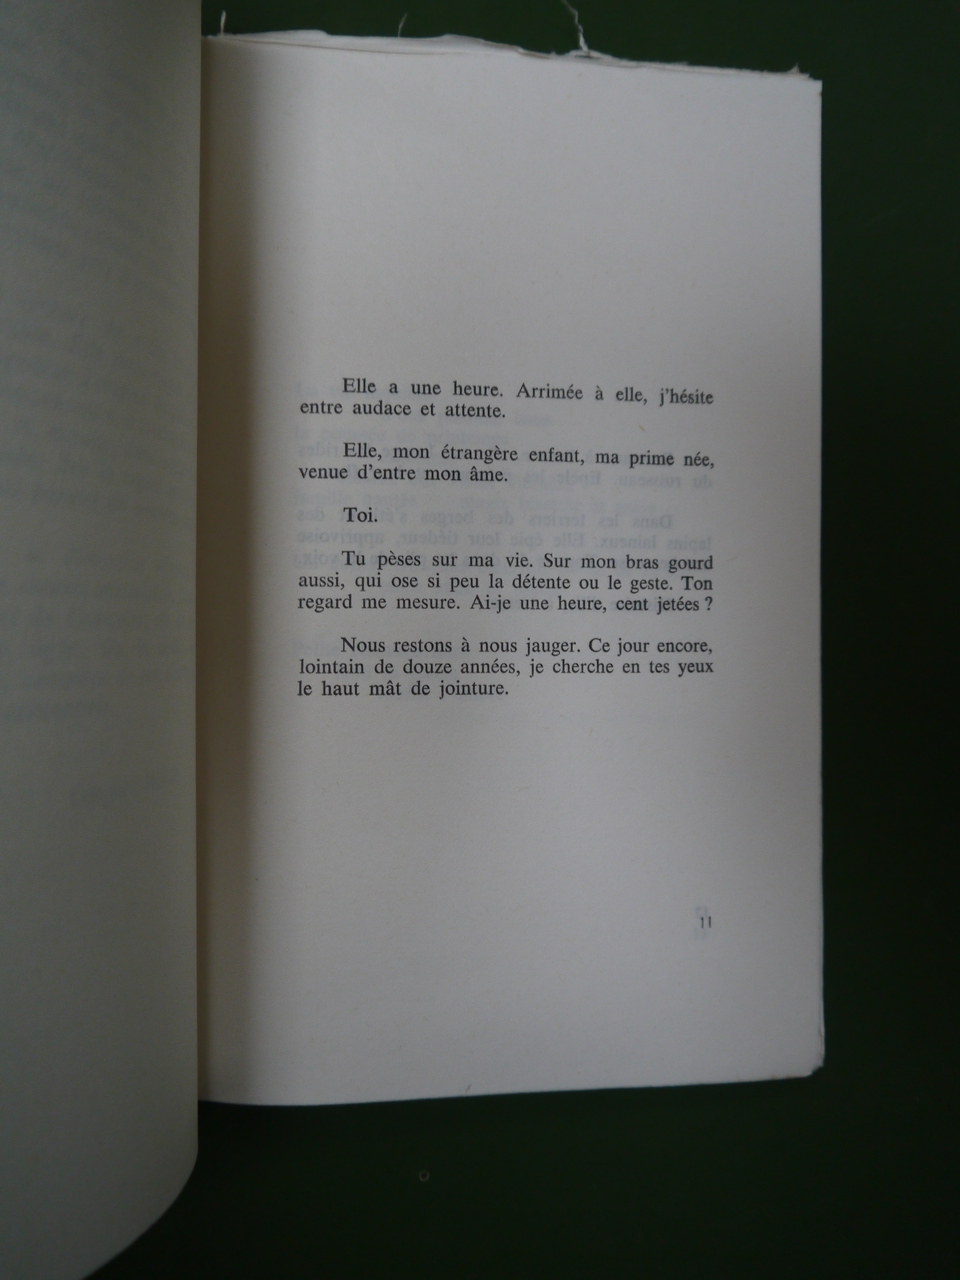 Elle a une heure. Arrimée à elle, j'hésite
entre audace et attente.
Elle, mon étrangère enfant, ma prime née,
venue d'entre mon âme.
Toi.
Tu pèses sur ma vie. Sur mon bras gourd
aussi, qui ose si peu la détente ou le geste. Ton
regard me mesure. Ai-je une heure, cent jetées ?
Nous restons à nous jauger. Ce jour encore,
lointain de douze années, je cherche en tes yeux
le haut mât de jointure.
11